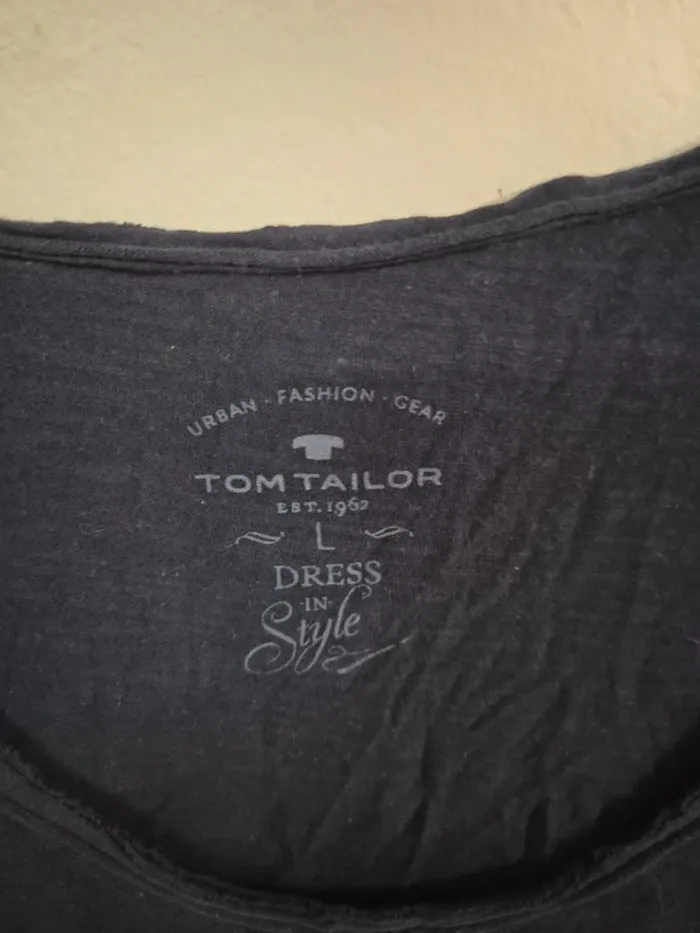 URBAN · FASHION · GEAR
TOM TAILOR
EST. 1962
L
DRESS
·IN·
Style